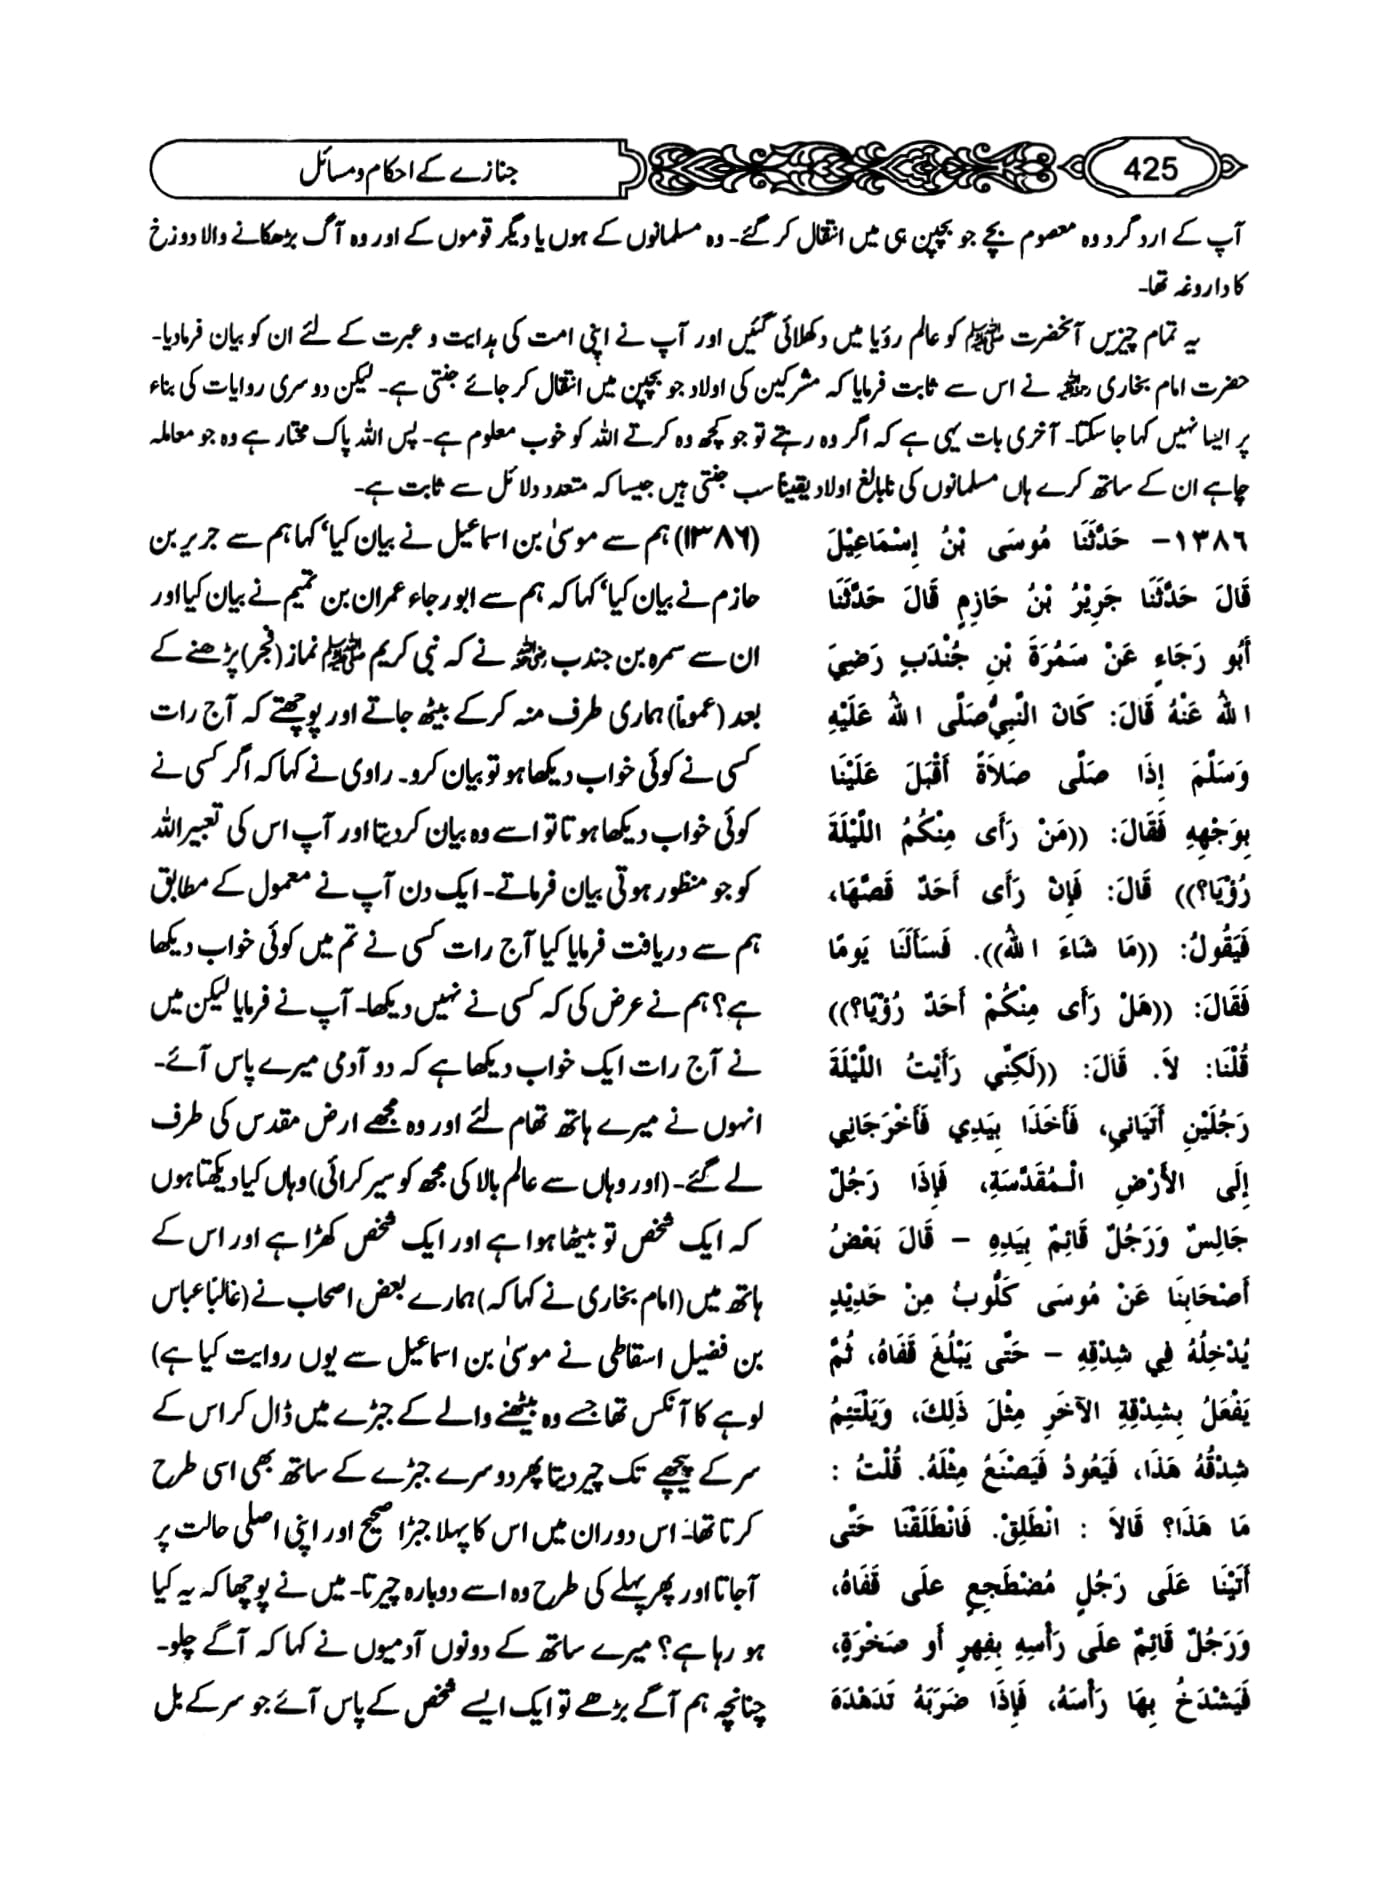 425
جنازے کے احکام و مسائل
آپ کے ارد گرد وہ معصوم بچے جو بچپن ہی میں انتقال کر گئے۔ وہ مسلمانوں کے ہوں یا دیگر قوموں کے اور وہ آگ بڑھکانے والا دوزخ
کا داروغہ تھا۔
یہ تمام چیزیں آنحضرت ﷺ کو عالم رؤیا میں دکھلائی گئیں اور آپ نے اپنی امت کی ہدایت و عبرت کے لئے ان کو بیان فرما دیا۔
حضرت امام بخاری رحمہ اللہ نے اس سے ثابت فرمایا کہ مشرکین کی اولاد جو بچپن میں انتقال کر جائے جنتی ہے۔ لیکن دوسری روایات کی بناء
پر ایسا نہیں کہا جا سکتا۔ آخری بات یہی ہے کہ اگر وہ رہتے تو جو کچھ وہ کرتے اللہ کو خوب معلوم ہے۔ پس اللہ پاک مختار ہے وہ جو معاملہ
چاہے ان کے ساتھ کرے ہاں مسلمانوں کی نابالغ اولاد یقیناً سب جنتی ہیں جیسا کہ متعدد دلائل سے ثابت ہے۔
١٣٨٦- حَدَّثَنَا مُوسَى بْنُ إِسْمَاعِيْلَ
قَالَ حَدَّثَنَا جَرِيْرُ بْنُ حَازِمٍ قَالَ حَدَّثَنَا
أَبُو رَجَاءٍ عَنْ سَمُرَةَ بْنِ جُنْدَبٍ رَضِيَ
اللهُ عَنْهُ قَالَ: كَانَ النَّبِيُّ صَلَّى اللهُ عَلَيْهِ
وَسَلَّمَ إِذَا صَلَّى صَلاَةً أَقْبَلَ عَلَيْنَا
بِوَجْهِهِ فَقَالَ: ((مَنْ رَأَى مِنْكُمُ اللَّيْلَةَ
رُؤْيَا؟)) قَالَ: فَإِنْ رَأَى أَحَدٌ قَصَّهَا،
فَيَقُولُ: ((مَا شَاءَ اللهُ)). فَسَأَلَنَا يَومًا
فَقَالَ: ((هَلْ رَأَى مِنْكُمْ أَحَدٌ رُؤْيَا؟))
قُلْنَا: لاَ. قَالَ: ((لَكِنِّي رَأَيْتُ اللَّيْلَةَ
رَجُلَيْنِ أَتَيَانِي، فَأَخَذَا بِيَدِي فَأَخْرَجَانِي
إِلَى الأَرْضِ الْـمُقَدَّسَةِ، فَإِذَا رَجُلٌ
جَالِسٌ وَرَجُلٌ قَائِمٌ بِيَدِهِ – قَالَ بَعْضُ
أَصْحَابِنَا عَنْ مُوسَى كَلُّوبٌ مِنْ حَدِيْدٍ
يُدْخِلُهُ فِي شِدْقِهِ – حَتَّى يَبْلُغَ قَفَاهُ، ثُمَّ
يَفْعَلُ بِشِدْقِهِ الآخَرِ مِثْلَ ذَلِكَ، وَيَلْتَئِمُ
شِدْقُهُ هَذَا، فَيَعُودُ فَيَصْنَعُ مِثْلَهُ. قُلْتُ :
مَا هَذَا؟ قَالاَ : انْطَلِقْ. فَانْطَلَقْنَا حَتَّى
أَتَيْنَا عَلَى رَجُلٍ مُضْطَجِعٍ عَلَى قَفَاهُ،
وَرَجُلٌ قَائِمٌ عَلَى رَأْسِهِ بِفِهْرٍ أَو صَخْرَةٍ،
فَيَشْدَخُ بِهَا رَأْسَهُ، فَإِذَا ضَرَبَهُ تَدَهْدَهَ
(۱۳۸۶) ہم سے موسیٰ بن اسماعیل نے بیان کیا‘ کہا ہم سے جریر بن
حازم نے بیان کیا‘ کہا کہ ہم سے ابو رجاء عمران بن تمیم نے بیان کیا اور
ان سے سمرہ بن جندب رضی اللہ عنہ نے کہ نبی کریم ﷺ نماز (فجر) پڑھنے کے
بعد (عموماً) ہماری طرف منہ کر کے بیٹھ جاتے اور پوچھتے کہ آج رات
کسی نے کوئی خواب دیکھا ہو تو بیان کرو۔ راوی نے کہا کہ اگر کسی نے
کوئی خواب دیکھا ہوتا تو اسے وہ بیان کر دیتا اور آپ اس کی تعبیر اللہ
کو جو منظور ہوتی بیان فرماتے۔ ایک دن آپ نے معمول کے مطابق
ہم سے دریافت فرمایا کیا آج رات کسی نے تم میں کوئی خواب دیکھا
ہے؟ ہم نے عرض کی کہ کسی نے نہیں دیکھا۔ آپ نے فرمایا لیکن میں
نے آج رات ایک خواب دیکھا ہے کہ دو آدمی میرے پاس آئے۔
انہوں نے میرے ہاتھ تھام لئے اور وہ مجھے ارض مقدس کی طرف
لے گئے۔ (اور وہاں سے عالم بالا کی مجھ کو سیر کرائی) وہاں کیا دیکھتا ہوں
کہ ایک شخص تو بیٹھا ہوا ہے اور ایک شخص کھڑا ہے اور اس کے
ہاتھ میں (امام بخاری نے کہا کہ) ہمارے بعض اصحاب نے (غالباً عباس
بن فضیل اسقاطی نے موسیٰ بن اسماعیل سے یوں روایت کیا ہے)
لوہے کا آنکس تھا جسے وہ بیٹھنے والے کے جبڑے میں ڈال کر اس کے
سر کے پیچھے تک چیر دیتا پھر دوسرے جبڑے کے ساتھ بھی اسی طرح
کرتا تھا۔ اس دوران میں اس کا پہلا جبڑا صحیح اور اپنی اصلی حالت پر
آ جاتا اور پھر پہلے کی طرح وہ اسے دوبارہ چیرتا۔ میں نے پوچھا کہ یہ کیا
ہو رہا ہے؟ میرے ساتھ کے دونوں آدمیوں نے کہا کہ آگے چلو۔
چنانچہ ہم آگے بڑھے تو ایک ایسے شخص کے پاس آئے جو سر کے بل